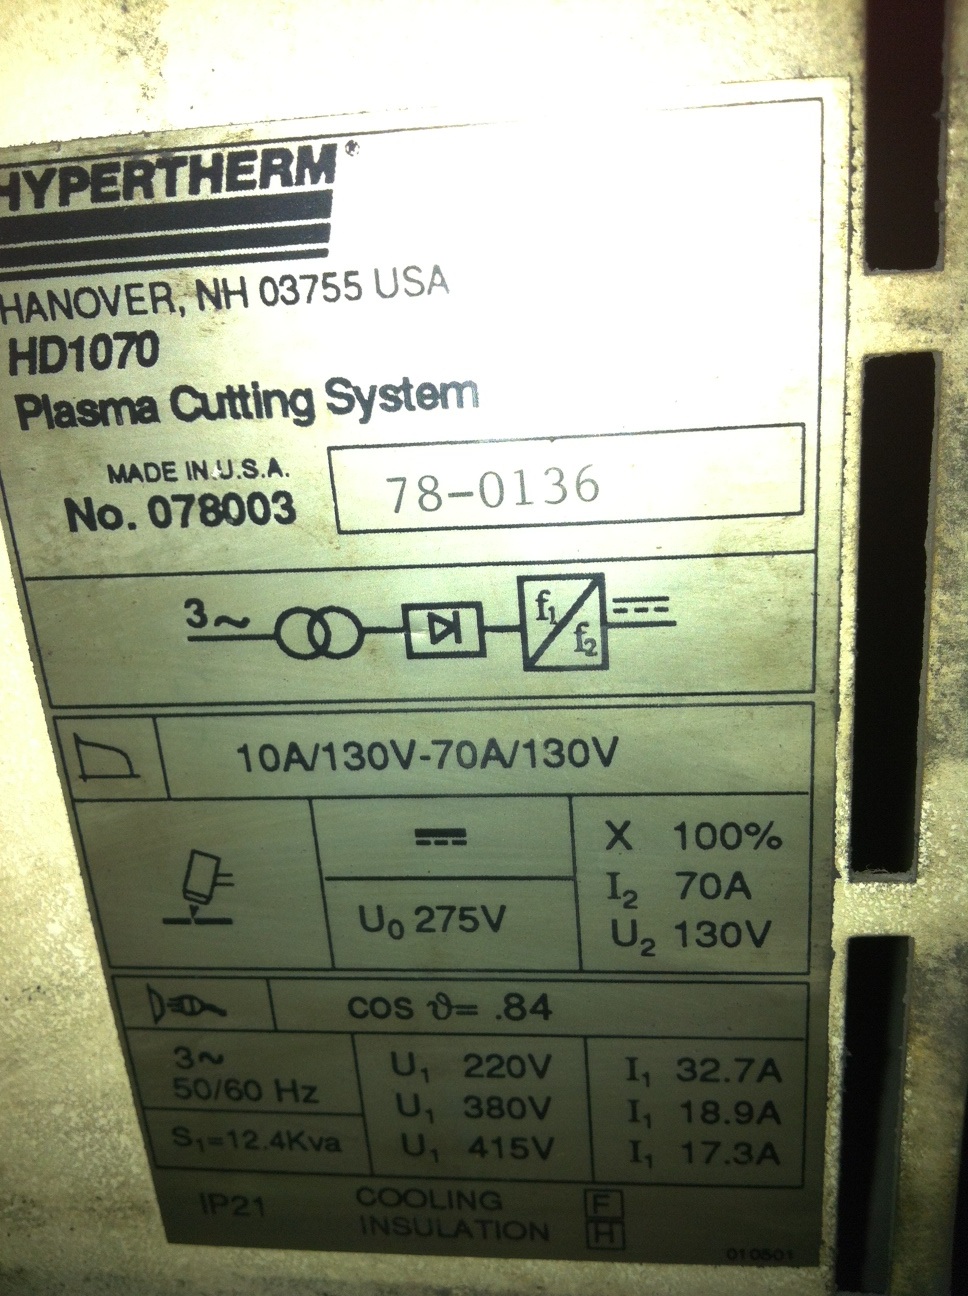 HYPERTHERM®
HANOVER, NH 03755 USA
HD1070
Plasma Cutting System
MADE IN U.S.A.
No. 078003
78-0136
3~
f1
f2
10A/130V-70A/130V
X 100%
U0 275V
I2 70A
U2 130V
cos ϑ= .84
3~
50/60 Hz
S1=12.4Kva
U1 220V I1 32.7A
U1 380V I1 18.9A
U1 415V I1 17.3A
IP21
COOLING F
INSULATION H
010501